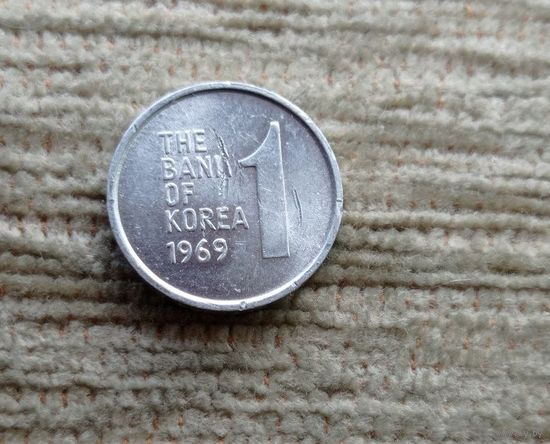 THE
BANK
OF
KOREA
1969
1